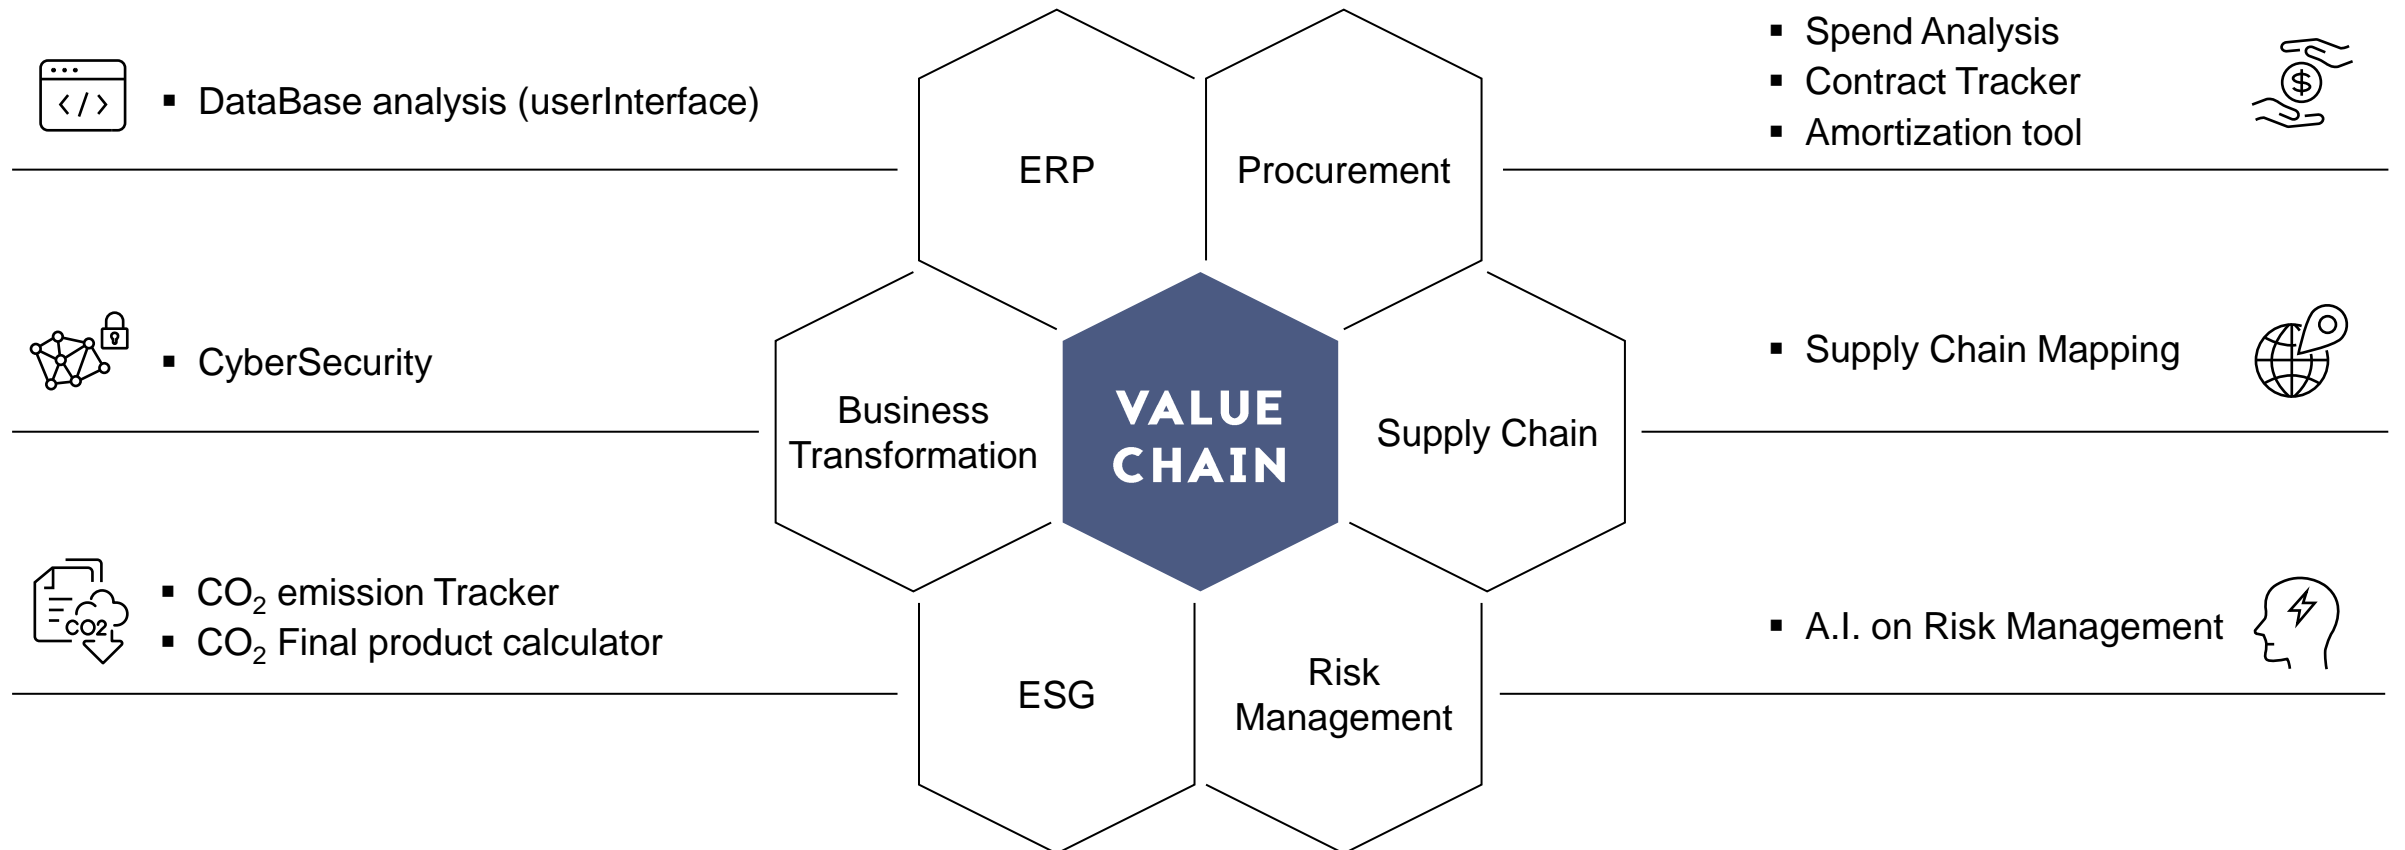 Spend Analysis
Contract Tracker
Amortization tool
DataBase analysis (userInterface)
ERP
Procurement
CyberSecurity
Supply Chain Mapping
Business
Transformation
VALUE
CHAIN
Supply Chain
CO₂ emission Tracker
CO₂ Final product calculator
CO2
A.I. on Risk Management
ESG
Risk
Management